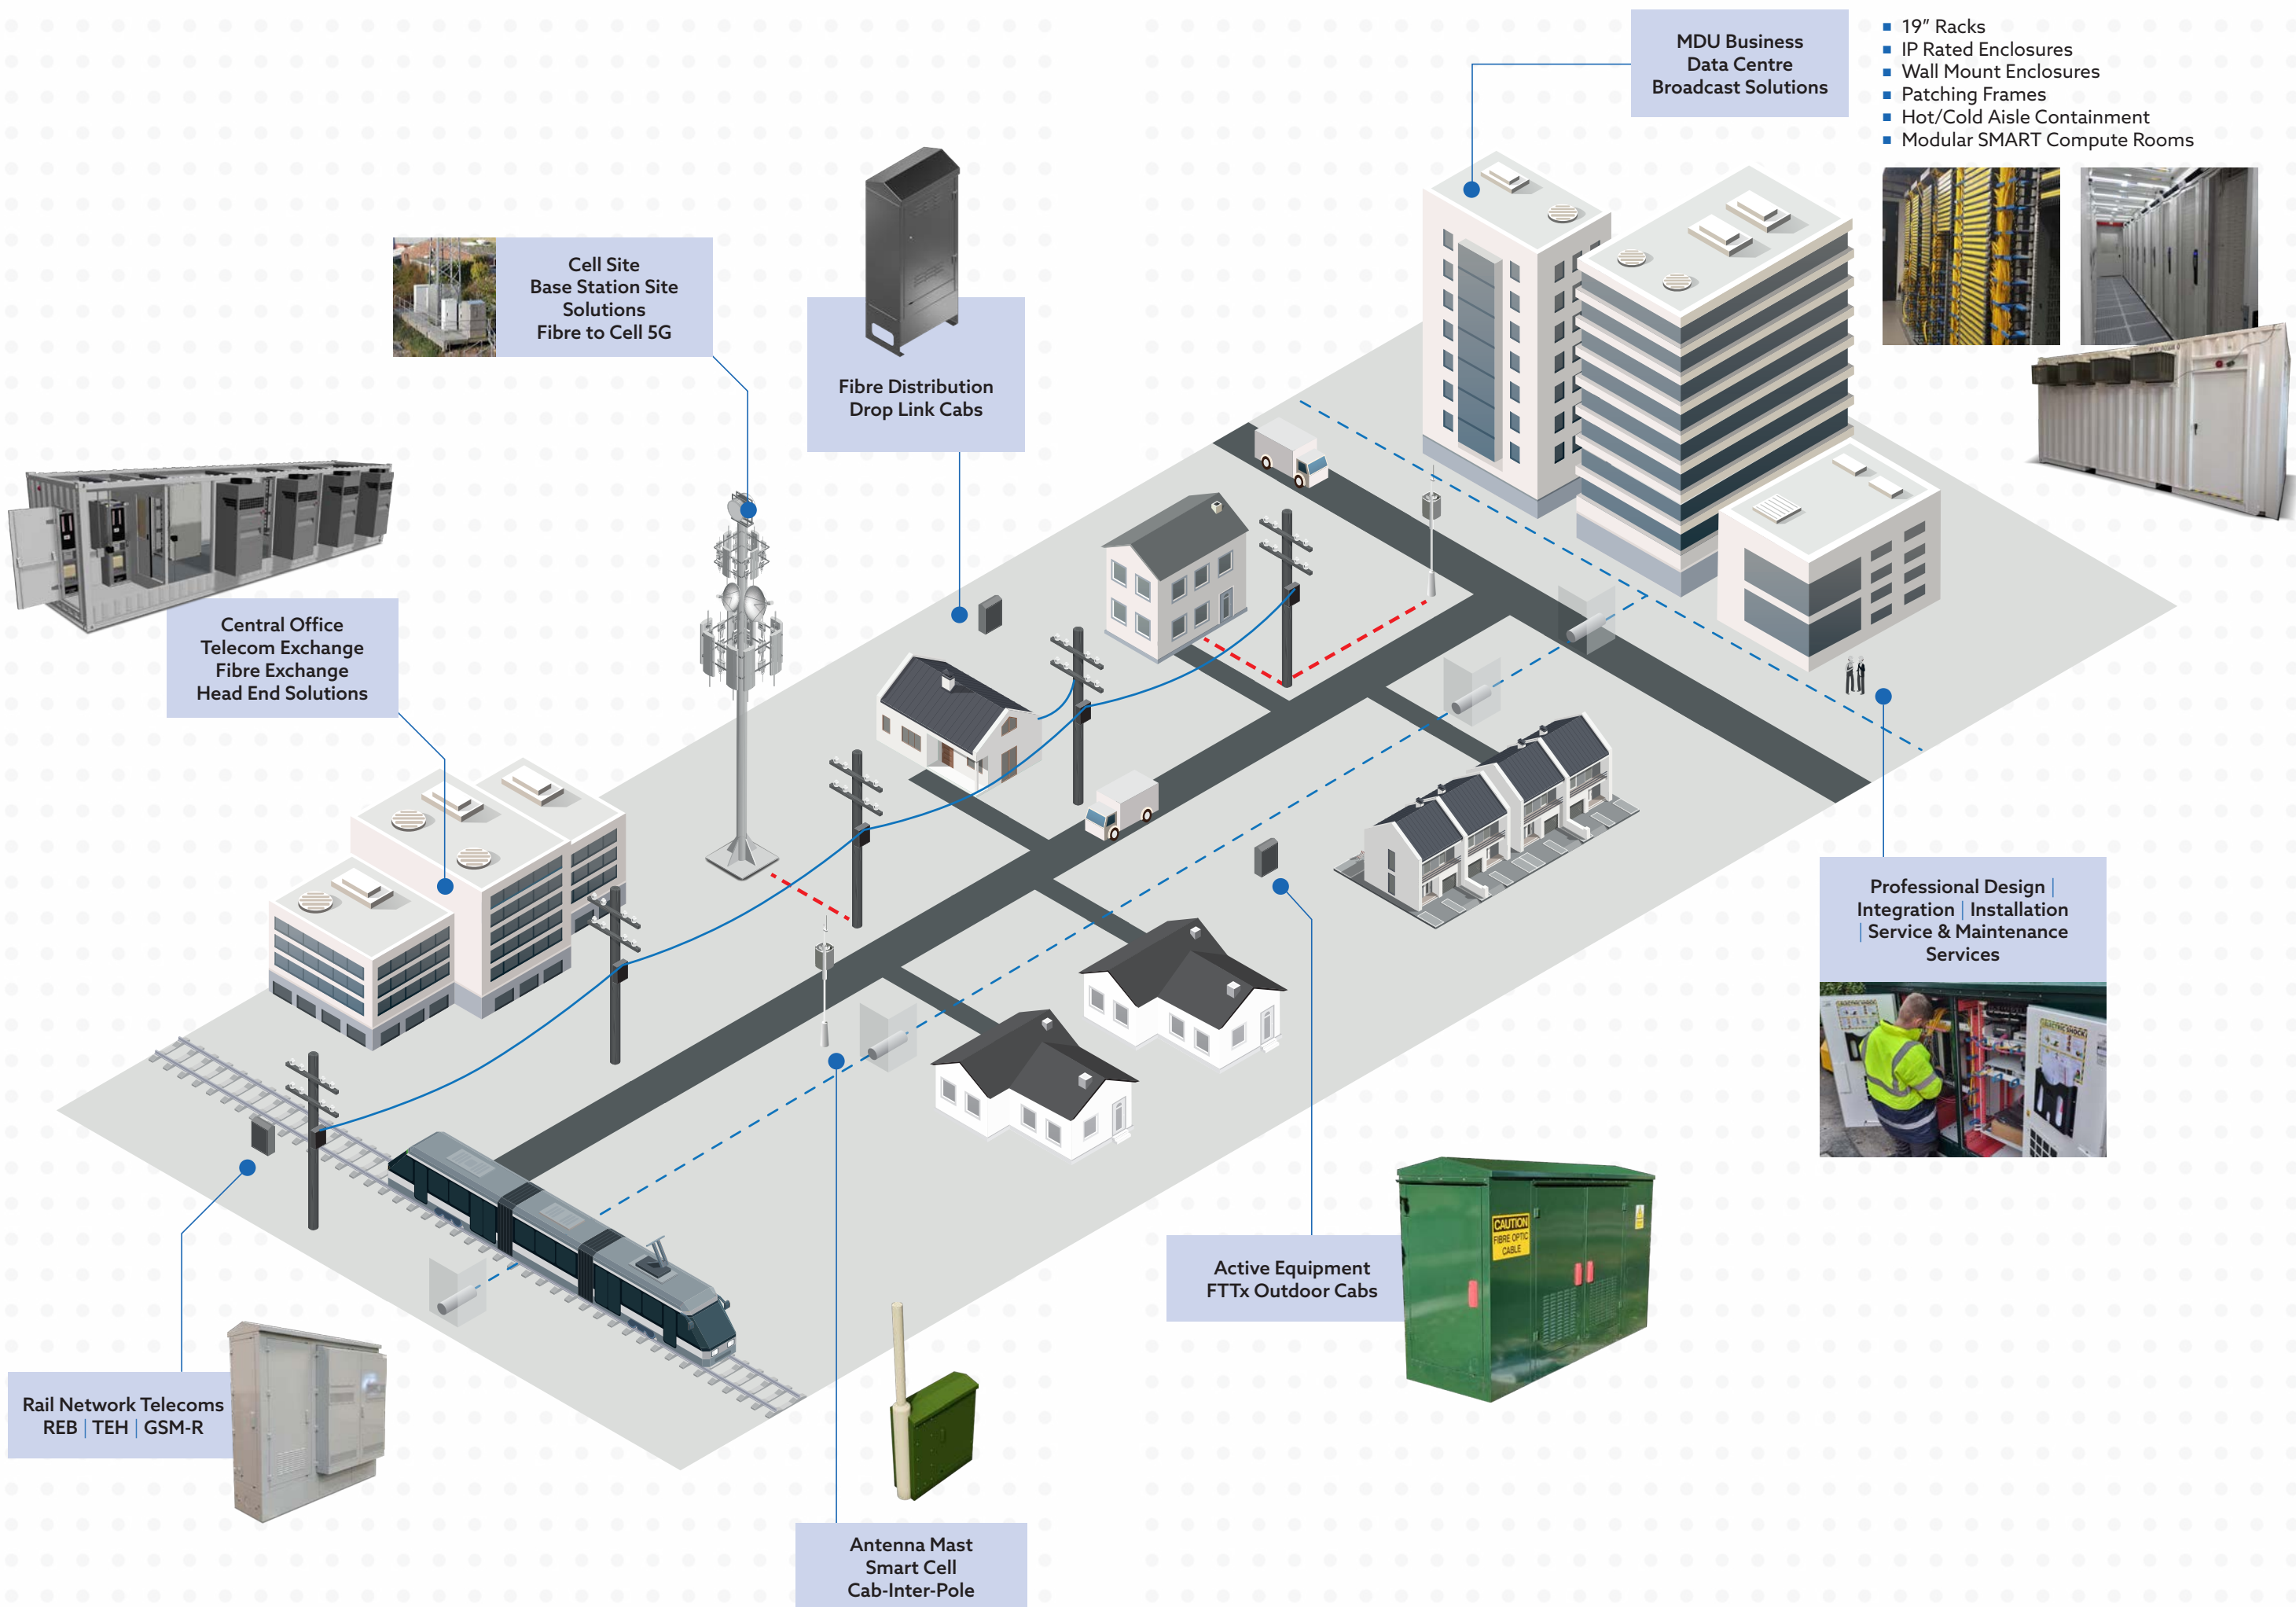 MDU Business
Data Centre
Broadcast Solutions
■ 19” Racks
■ IP Rated Enclosures
■ Wall Mount Enclosures
■ Patching Frames
■ Hot/Cold Aisle Containment
■ Modular SMART Compute Rooms
Cell Site
Base Station Site
Solutions
Fibre to Cell 5G
Fibre Distribution
Drop Link Cabs
Central Office
Telecom Exchange
Fibre Exchange
Head End Solutions
Professional Design |
Integration | Installation
| Service & Maintenance
Services
CAUTION
FIBRE OPTIC
CABLE
Active Equipment
FTTx Outdoor Cabs
Rail Network Telecoms
REB | TEH | GSM-R
Antenna Mast
Smart Cell
Cab-Inter-Pole